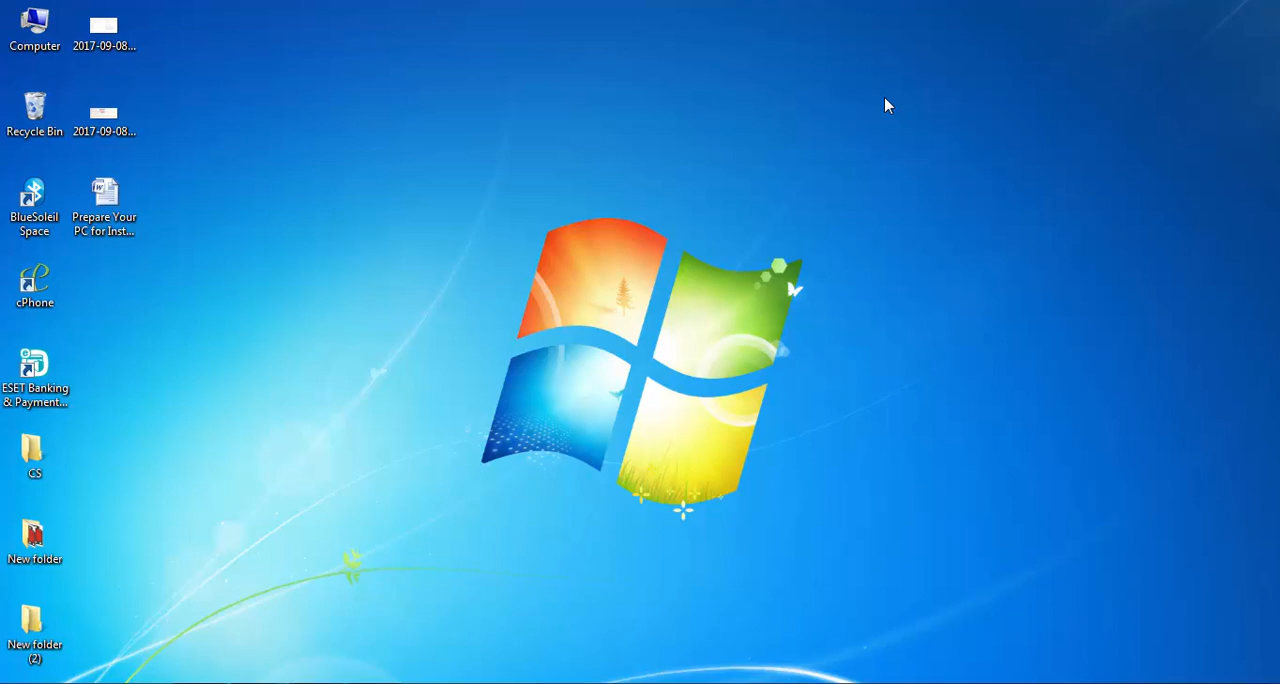 Computer
Recycle Bin
BlueSoleil
Space
cPhone
ESET Banking
& Payment...
CS
New folder
New folder
(2)
2017-09-08...
2017-09-08...
Prepare Your
PC for Inst...